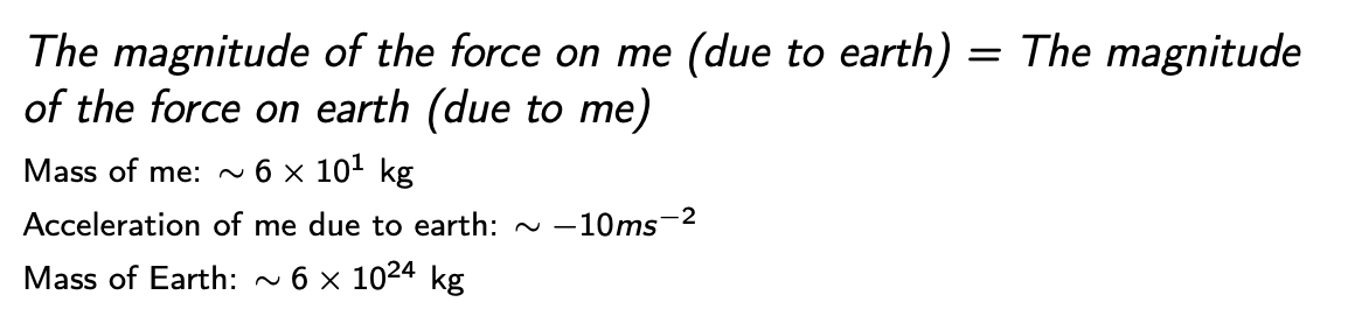 The magnitude of the force on me (due to earth) = The magnitude
of the force on earth (due to me)
Mass of me: ∼ 6 × 10¹ kg
Acceleration of me due to earth: ∼ −10ms⁻²
Mass of Earth: ∼ 6 × 10²⁴ kg